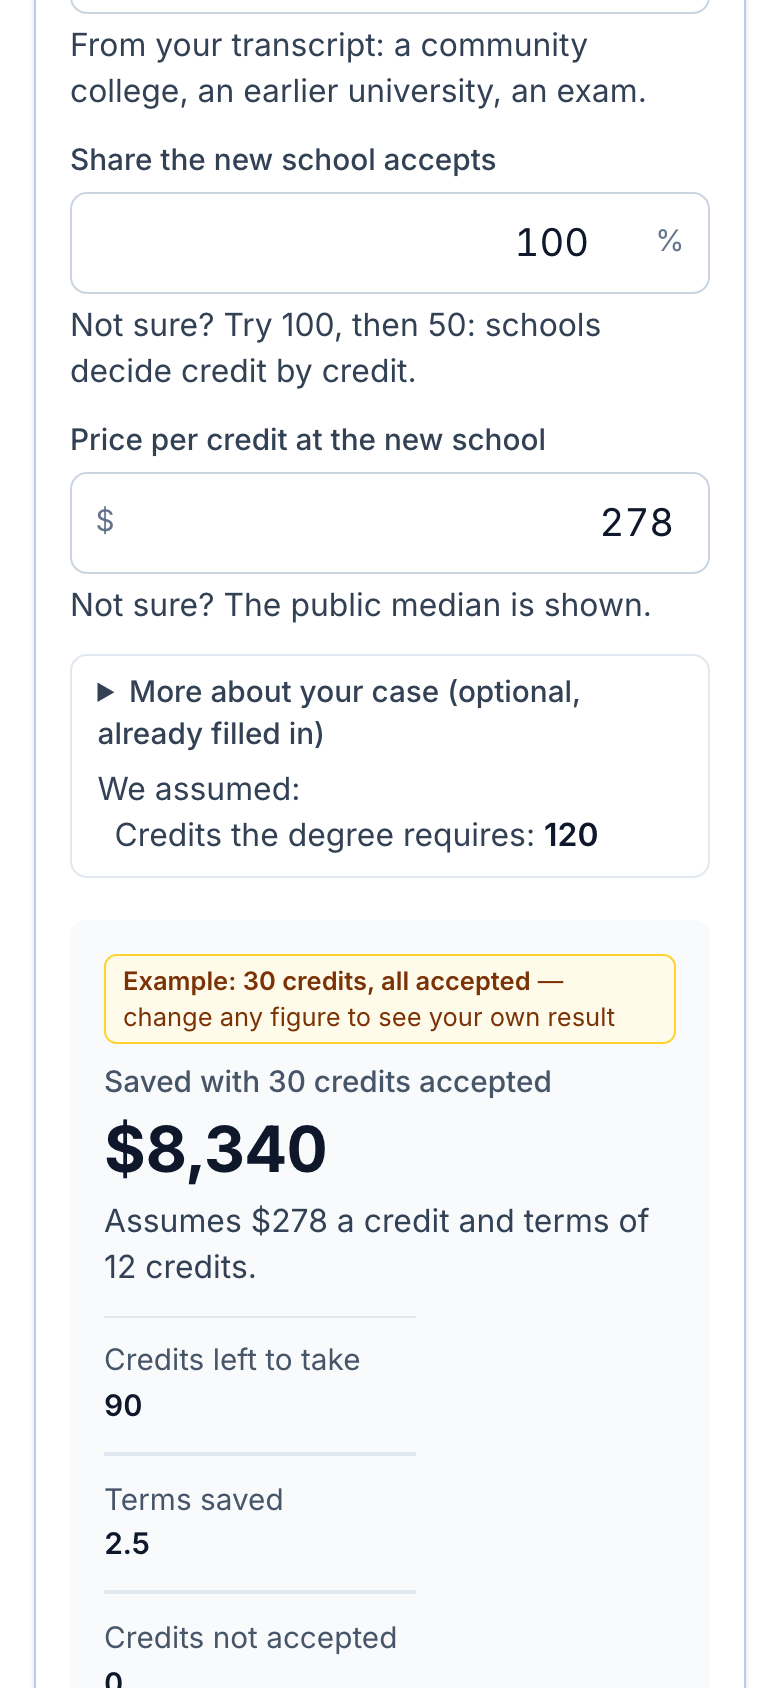 From your transcript: a community
college, an earlier university, an exam.
Share the new school accepts
100 %
Not sure? Try 100, then 50: schools
decide credit by credit.
Price per credit at the new school
$ 278
Not sure? The public median is shown.
▶ More about your case (optional,
already filled in)
We assumed:
Credits the degree requires: 120
Example: 30 credits, all accepted —
change any figure to see your own result
Saved with 30 credits accepted
$8,340
Assumes $278 a credit and terms of
12 credits.
Credits left to take
90
Terms saved
2.5
Credits not accepted
0